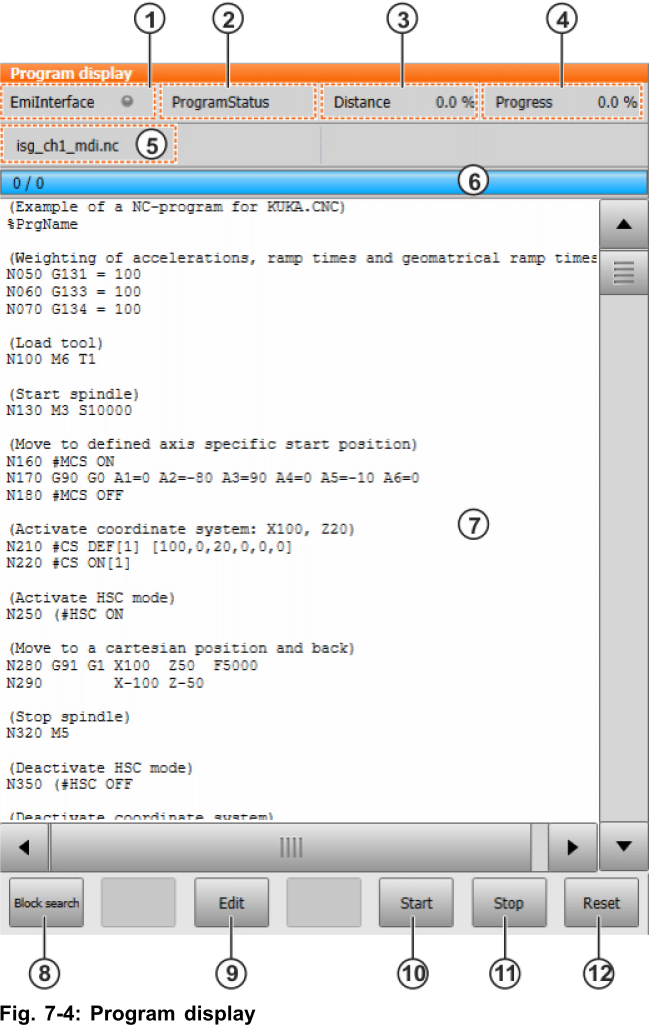 1 2 3 4
Program display
EmiInterface ProgramStatus Distance 0.0 % Progress 0.0 %
isg_ch1_mdi.nc 5
0 / 0 6
(Example of a NC-program for KUKA.CNC)
%PrgName
(Weighting of accelerations, ramp times and geomatrical ramp times
N050 G131 = 100
N060 G133 = 100
N070 G134 = 100
(Load tool)
N100 M6 T1
(Start spindle)
N130 M3 S10000
(Move to defined axis specific start position)
N160 #MCS ON
N170 G90 G0 A1=0 A2=-80 A3=90 A4=0 A5=-10 A6=0
N180 #MCS OFF
(Activate coordinate system: X100, Z20) 7
N210 #CS DEF[1] [100,0,20,0,0,0]
N220 #CS ON[1]
(Activate HSC mode)
N250 (#HSC ON
(Move to a cartesian position and back)
N280 G91 G1 X100 Z50 F5000
N290 X-100 Z-50
(Stop spindle)
N320 M5
(Deactivate HSC mode)
N350 (#HSC OFF
(Deactivate coordinate system)
Block search Edit Start Stop Reset
8 9 10 11 12
Fig. 7-4: Program display